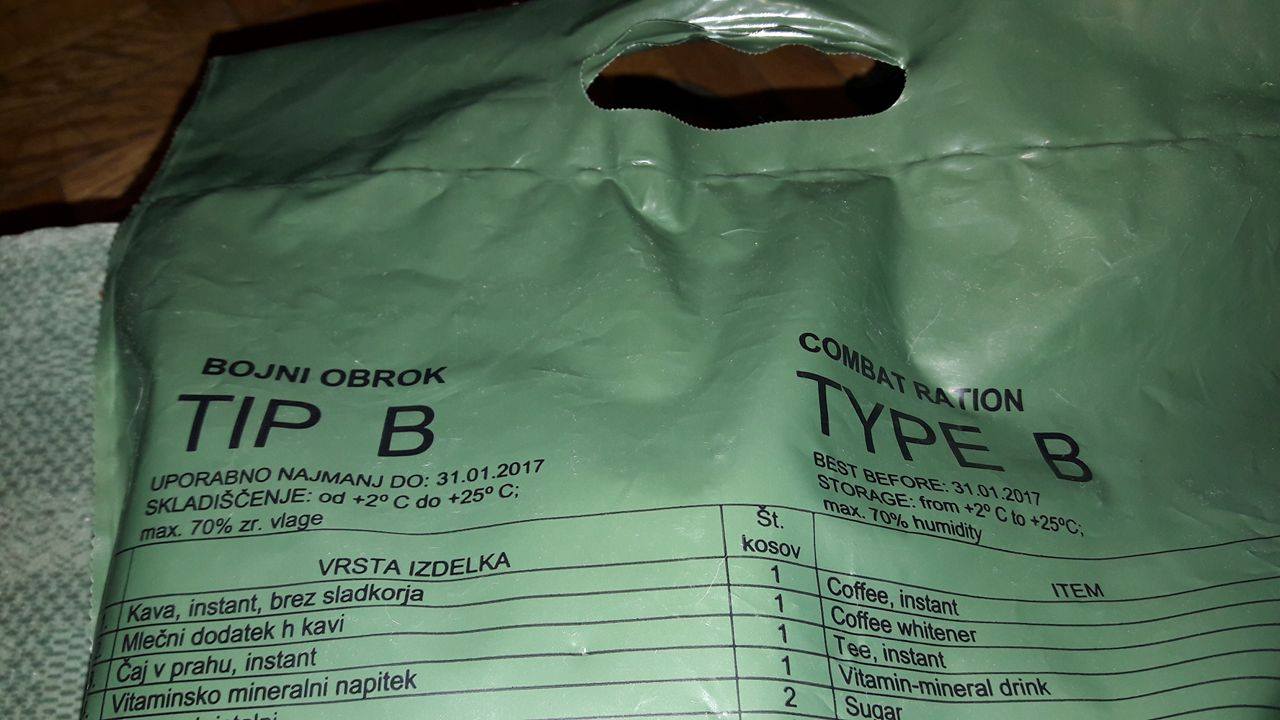 BOJNI OBROK
TIP B
UPORABNO NAJMANJ DO: 31.01.2017
SKLADIŠČENJE: od +2º C do +25º C;
max. 70% zr. vlage
COMBAT RATION
TYPE B
BEST BEFORE: 31.01.2017
STORAGE: from +2º C to +25ºC;
max. 70% humidity
VRSTA IZDELKA Št. kosov ITEM
Kava, instant, brez sladkorja 1 Coffee, instant
Mlečni dodatek h kavi 1 Coffee whitener
Čaj v prahu, instant 1 Tee, instant
Vitaminsko mineralni napitek 1 Vitamin-mineral drink
2 Sugar